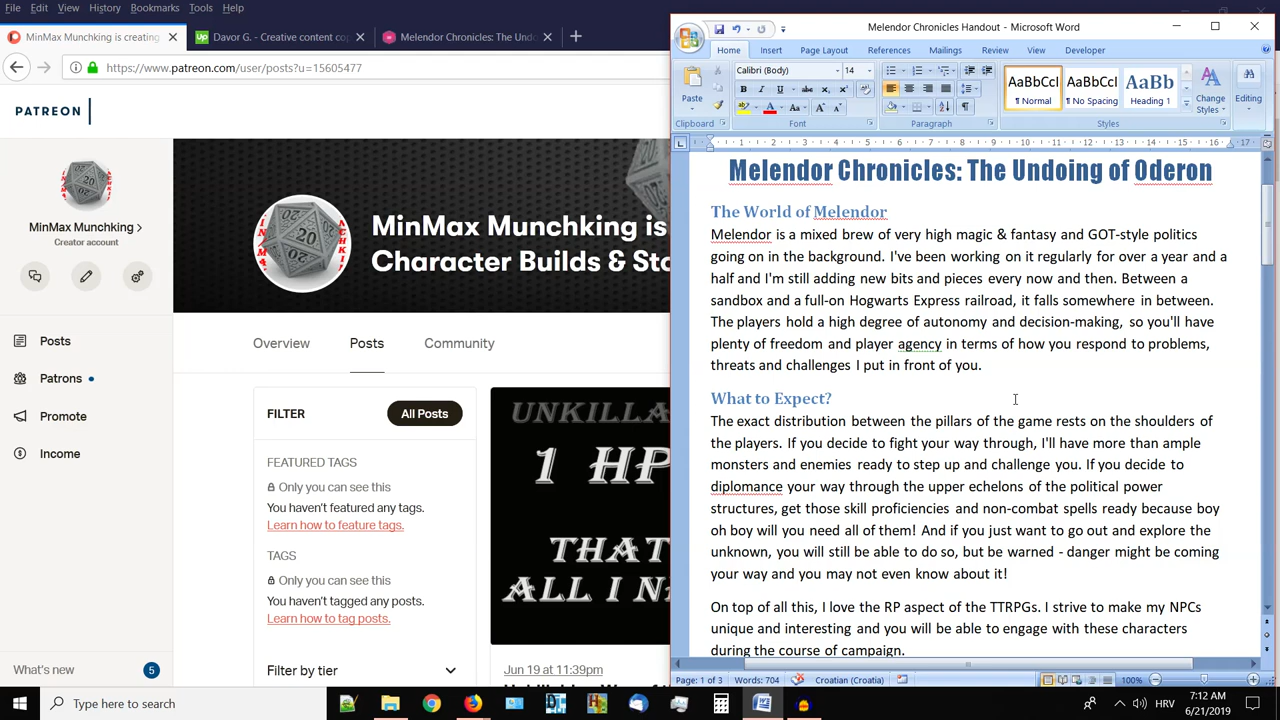 File Edit View History Bookmarks Tools Help
MinMax Munchking is creating
Davor G. - Creative content co
Melendor Chronicles: The Und
https://www.patreon.com/user/posts?u=15605477
PATREON
MinMax Munchking
Creator account
Posts
Patrons
Promote
Income
What's new 5
MinMax Munchking is
Character Builds & Sto
Overview Posts Community
FILTER All Posts
FEATURED TAGS
Only you can see this
You haven't featured any tags.
Learn how to feature tags.
TAGS
Only you can see this
You haven't tagged any posts.
Learn how to tag posts.
Filter by tier
UNKILLA
1 HP
THAT
ALL I N
Jun 19 at 11:39pm
Melendor Chronicles Handout - Microsoft Word
Home Insert Page Layout References Mailings Review View Developer
Paste
Clipboard
Calibri (Body) 14
Font
Paragraph
AaBbCcI AaBbCcI AaBb
¶ Normal ¶ No Spacing Heading 1
Styles
Change
Styles
Editing
1 2 3 4 5 6 7 8 9 10 11 12 13 14 15 16 17
Melendor Chronicles: The Undoing of Oderon
The World of Melendor
Melendor is a mixed brew of very high magic & fantasy and GOT-style politics
going on in the background. I've been working on it regularly for over a year and a
half and I'm still adding new bits and pieces every now and then. Between a
sandbox and a full-on Hogwarts Express railroad, it falls somewhere in between.
The players hold a high degree of autonomy and decision-making, so you'll have
plenty of freedom and player agency in terms of how you respond to problems,
threats and challenges I put in front of you.
What to Expect?
The exact distribution between the pillars of the game rests on the shoulders of
the players. If you decide to fight your way through, I'll have more than ample
monsters and enemies ready to step up and challenge you. If you decide to
diplomance your way through the upper echelons of the political power
structures, get those skill proficiencies and non-combat spells ready because boy
oh boy will you need all of them! And if you just want to go out and explore the
unknown, you will still be able to do so, but be warned - danger might be coming
your way and you may not even know about it!
On top of all this, I love the RP aspect of the TTRPGs. I strive to make my NPCs
unique and interesting and you will be able to engage with these characters
during the course of campaign.
Page: 1 of 3 Words: 704 Croatian (Croatia) 100%
Type here to search
HRV
7:12 AM
6/21/2019